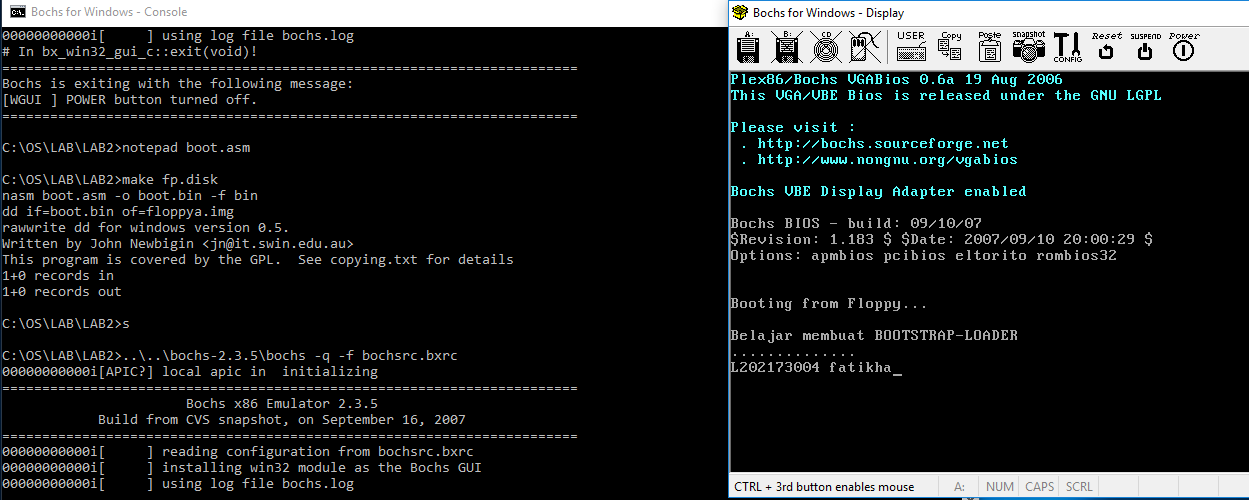 Bochs for Windows - Console
00000000000i[     ] using log file bochs.log
# In bx_win32_gui_c::exit(void)!
========================================================================
Bochs is exiting with the following message:
[WGUI ] POWER button turned off.
========================================================================
C:\OS\LAB\LAB2>notepad boot.asm
C:\OS\LAB\LAB2>make fp.disk
nasm boot.asm -o boot.bin -f bin
dd if=boot.bin of=floppya.img
rawwrite dd for windows version 0.5.
Written by John Newbigin <jn@it.swin.edu.au>
This program is covered by the GPL.  See copying.txt for details
1+0 records in
1+0 records out
C:\OS\LAB\LAB2>s
C:\OS\LAB\LAB2>..\..\bochs-2.3.5\bochs -q -f bochsrc.bxrc
00000000000i[APIC?] local apic in  initializing
========================================================================
Bochs x86 Emulator 2.3.5
Build from CVS snapshot, on September 16, 2007
========================================================================
00000000000i[     ] reading configuration from bochsrc.bxrc
00000000000i[     ] installing win32 module as the Bochs GUI
00000000000i[     ] using log file bochs.log
Bochs for Windows - Display
A: B: CD USER Copy Paste Snapshot CONFIG Reset SUSPEND Power
Plex86/Bochs VGABios 0.6a 19 Aug 2006
This VGA/VBE Bios is released under the GNU LGPL
Please visit :
. http://bochs.sourceforge.net
. http://www.nongnu.org/vgabios
Bochs VBE Display Adapter enabled
Bochs BIOS - build: 09/10/07
$Revision: 1.183 $ $Date: 2007/09/10 20:00:29 $
Options: apmbios pcibios eltorito rombios32
Booting from Floppy...
Belajar membuat BOOTSTRAP-LOADER
..............
L202173004 fatikha_
CTRL + 3rd button enables mouse A: NUM CAPS SCRL